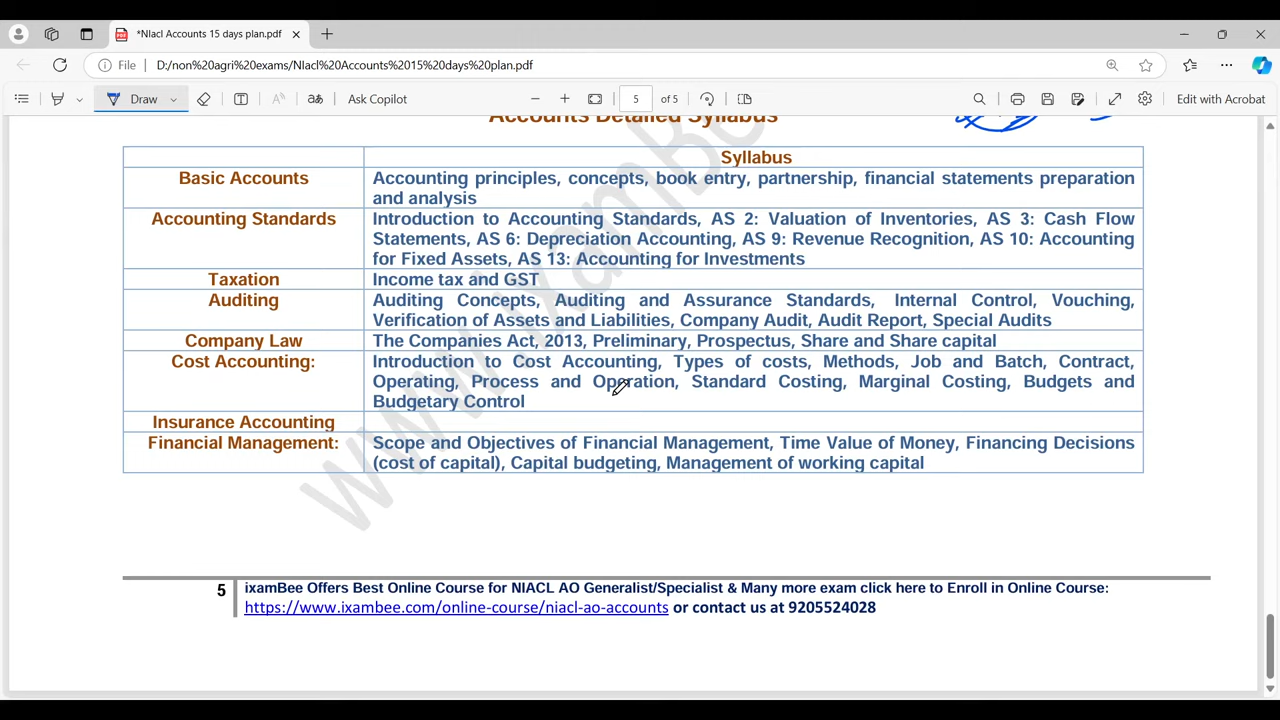 *NIacl Accounts 15 days plan.pdf
File D:/non%20agri%20exams/NIacl%20Accounts%2015%20days%20plan.pdf
Draw Ask Copilot 5 of 5 Edit with Acrobat
Accounts Detailed Syllabus
Syllabus
Basic Accounts Accounting principles, concepts, book entry, partnership, financial statements preparation
and analysis
Accounting Standards Introduction to Accounting Standards, AS 2: Valuation of Inventories, AS 3: Cash Flow
Statements, AS 6: Depreciation Accounting, AS 9: Revenue Recognition, AS 10: Accounting
for Fixed Assets, AS 13: Accounting for Investments
Taxation Income tax and GST
Auditing Auditing Concepts, Auditing and Assurance Standards, Internal Control, Vouching,
Verification of Assets and Liabilities, Company Audit, Audit Report, Special Audits
Company Law The Companies Act, 2013, Preliminary, Prospectus, Share and Share capital
Cost Accounting: Introduction to Cost Accounting, Types of costs, Methods, Job and Batch, Contract,
Operating, Process and Operation, Standard Costing, Marginal Costing, Budgets and
Budgetary Control
Insurance Accounting
Financial Management: Scope and Objectives of Financial Management, Time Value of Money, Financing Decisions
(cost of capital), Capital budgeting, Management of working capital
www.ixamBe
5 ixamBee Offers Best Online Course for NIACL AO Generalist/Specialist & Many more exam click here to Enroll in Online Course:
https://www.ixambee.com/online-course/niacl-ao-accounts or contact us at 9205524028